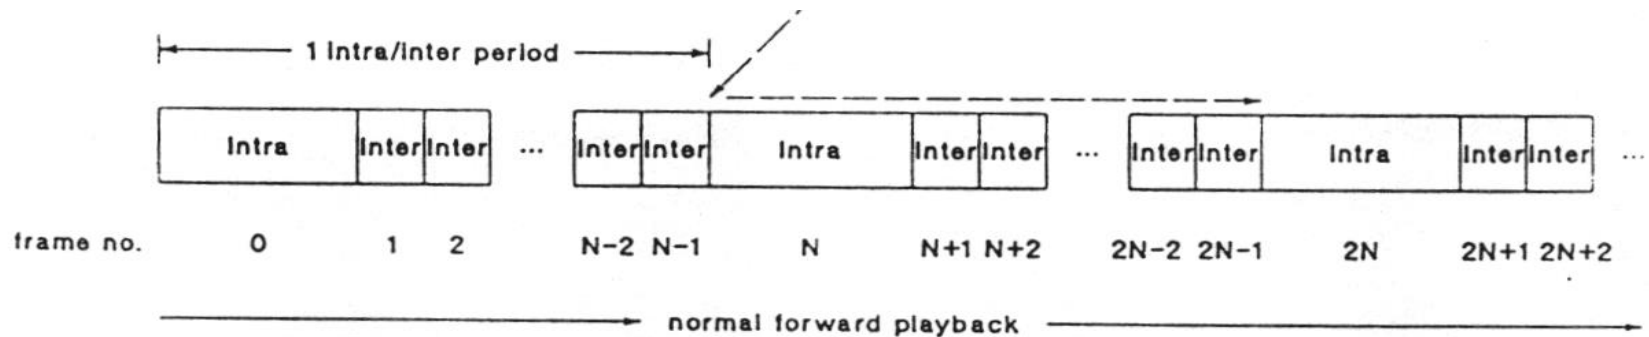 1 Intra/Inter period
Intra Inter Inter ... Inter Inter Intra Inter Inter ... Inter Inter Intra Inter Inter ...
frame no. 0 1 2 N-2 N-1 N N+1 N+2 2N-2 2N-1 2N 2N+1 2N+2
normal forward playback